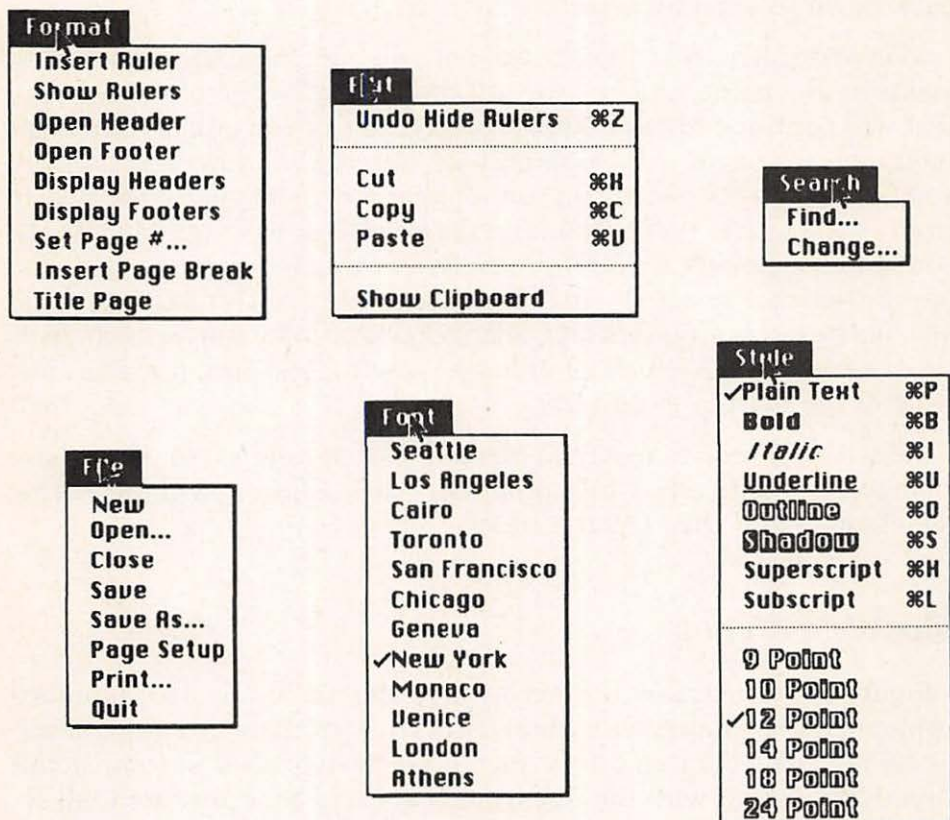 Format
Insert Ruler
Show Rulers
Open Header
Open Footer
Display Headers
Display Footers
Set Page #...
Insert Page Break
Title Page
Edit
Undo Hide Rulers ⌘Z
Cut ⌘X
Copy ⌘C
Paste ⌘V
Show Clipboard
Search
Find...
Change...
File
New
Open...
Close
Save
Save As...
Page Setup
Print...
Quit
Font
Seattle
Los Angeles
Cairo
Toronto
San Francisco
Chicago
Geneva
✓New York
Monaco
Venice
London
Athens
Style
✓Plain Text ⌘P
Bold ⌘B
Italic ⌘I
Underline ⌘U
Outline ⌘O
Shadow ⌘S
Superscript ⌘H
Subscript ⌘L
9 Point
10 Point
✓12 Point
14 Point
18 Point
24 Point